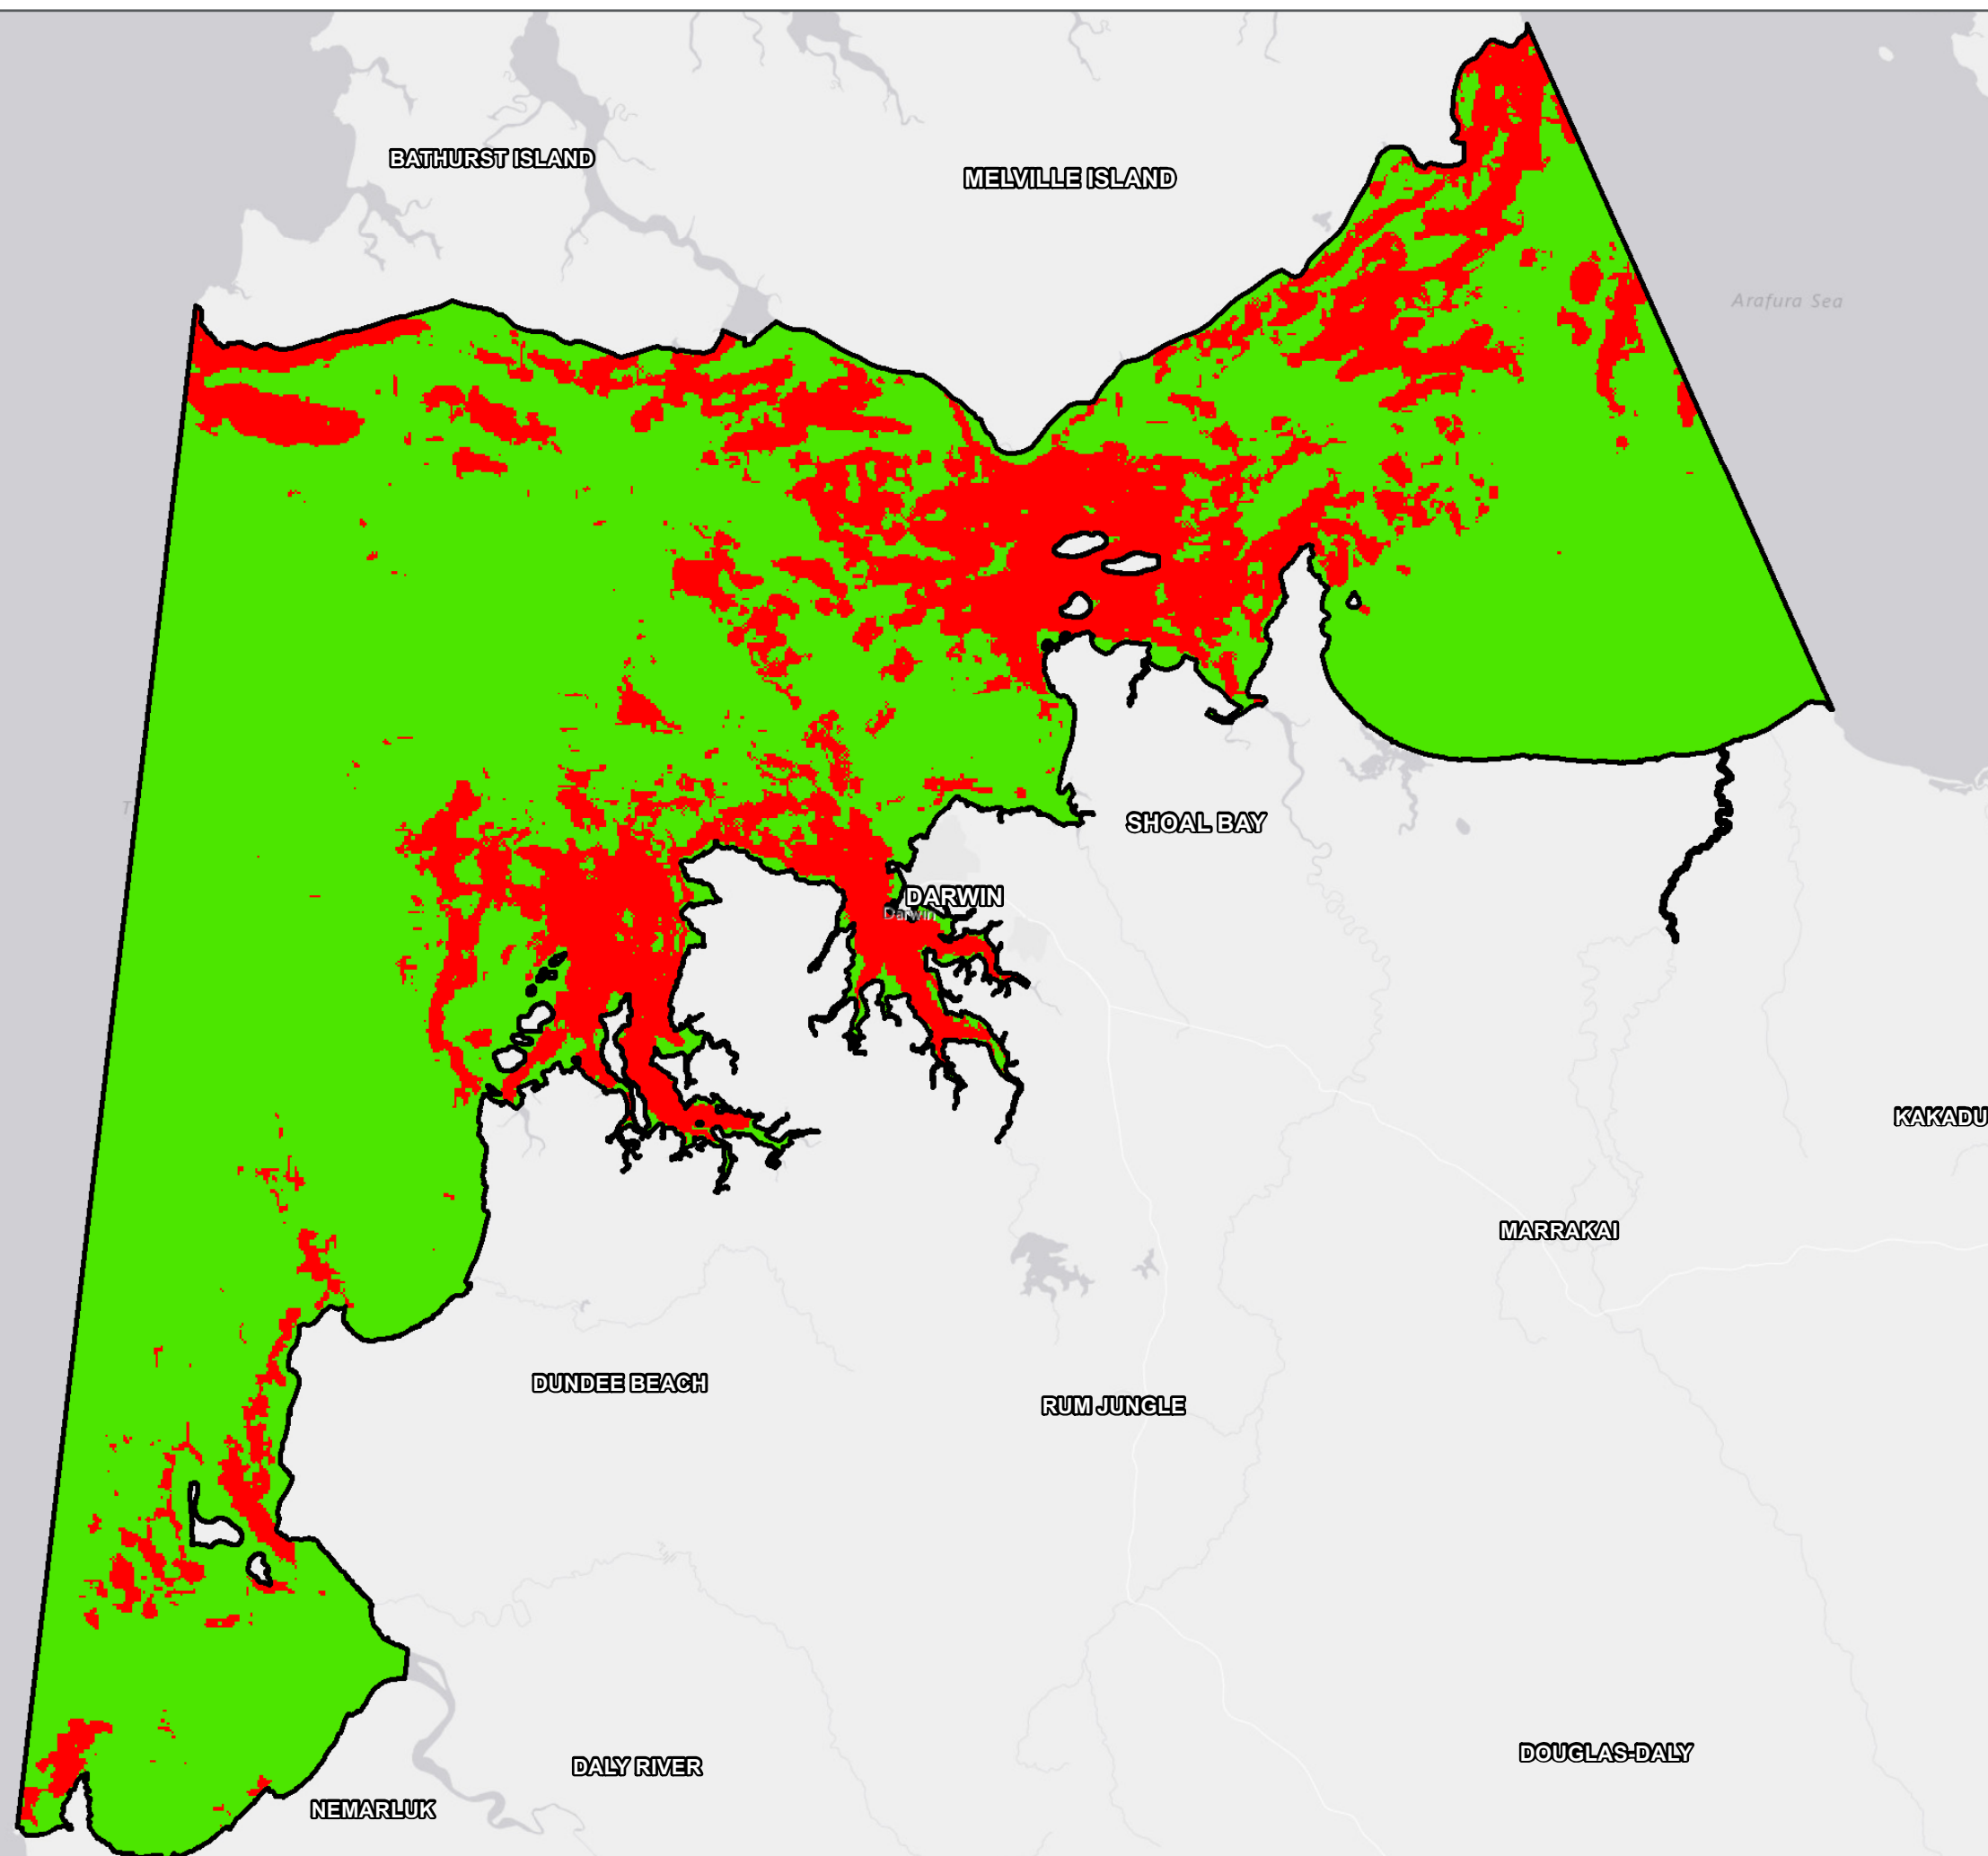 BATHURST ISLAND
MELVILLE ISLAND
Arafura Sea
SHOAL BAY
DARWIN
Darwin
KAKADU
MARRAKAI
DUNDEE BEACH
RUM JUNGLE
DOUGLAS-DALY
DALY RIVER
NEMARLUK